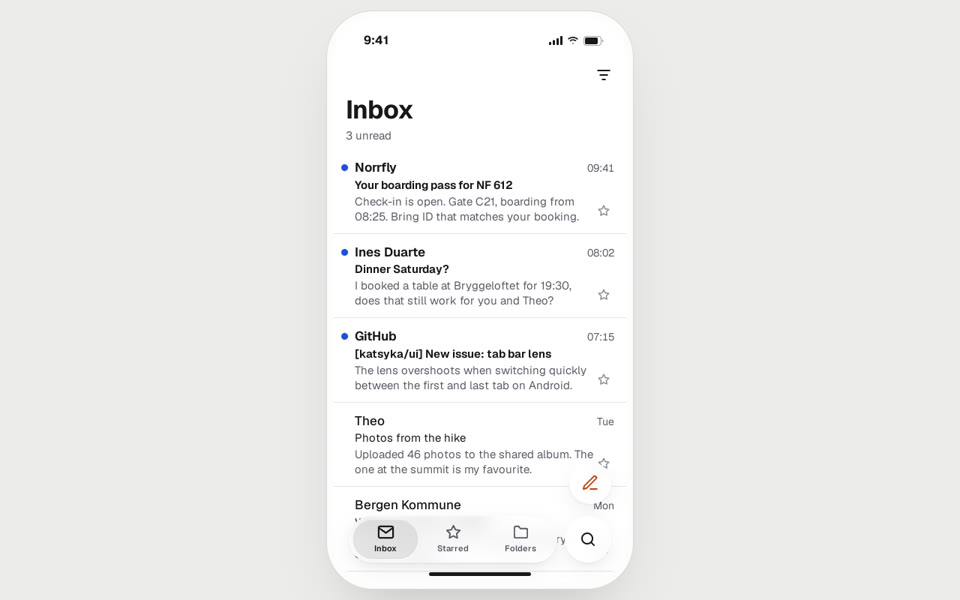 9:41
Inbox
3 unread
Norrfly 09:41
Your boarding pass for NF 612
Check-in is open. Gate C21, boarding from
08:25. Bring ID that matches your booking.
Ines Duarte 08:02
Dinner Saturday?
I booked a table at Bryggeloftet for 19:30,
does that still work for you and Theo?
GitHub 07:15
[katsyka/ui] New issue: tab bar lens
The lens overshoots when switching quickly
between the first and last tab on Android.
Theo Tue
Photos from the hike
Uploaded 46 photos to the shared album. The
one at the summit is my favourite.
Bergen Kommune Mon
Inbox Starred Folders